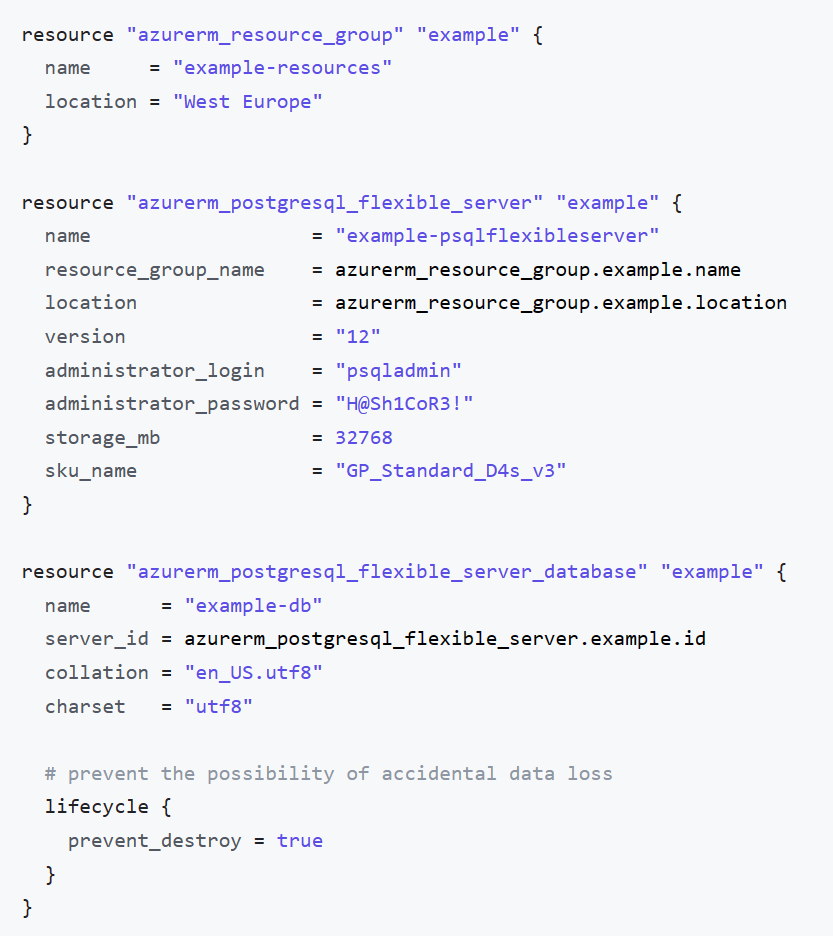 resource "azurerm_resource_group" "example" {
  name     = "example-resources"
  location = "West Europe"
}

resource "azurerm_postgresql_flexible_server" "example" {
  name                   = "example-psqlflexibleserver"
  resource_group_name    = azurerm_resource_group.example.name
  location               = azurerm_resource_group.example.location
  version                = "12"
  administrator_login    = "psqladmin"
  administrator_password = "H@Sh1CoR3!"
  storage_mb             = 32768
  sku_name               = "GP_Standard_D4s_v3"
}

resource "azurerm_postgresql_flexible_server_database" "example" {
  name      = "example-db"
  server_id = azurerm_postgresql_flexible_server.example.id
  collation = "en_US.utf8"
  charset   = "utf8"

  # prevent the possibility of accidental data loss
  lifecycle {
    prevent_destroy = true
  }
}